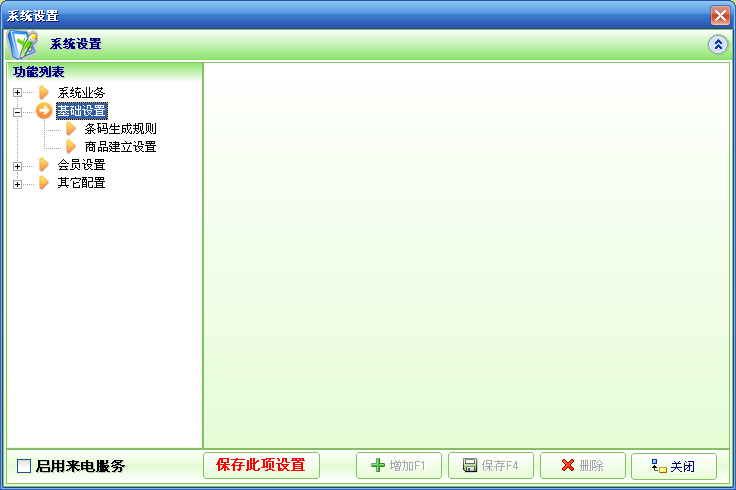 系统设置
系统设置
功能列表
系统业务
基础设置
条码生成规则
商品建立设置
会员设置
其它配置
启用来电服务 保存此项设置 增加F1 保存F4 删除 关闭